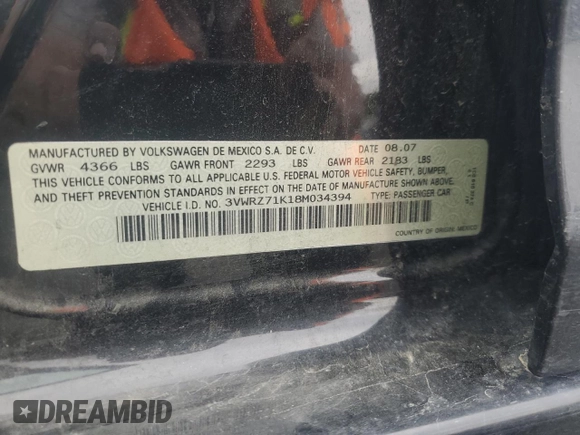 MANUFACTURED BY VOLKSWAGEN DE MEXICO S.A. DE C.V. DATE 08.07
GVWR 4366 LBS GAWR FRONT 2293 LBS GAWR REAR 2183 LBS
THIS VEHICLE CONFORMS TO ALL APPLICABLE U.S. FEDERAL MOTOR VEHICLE SAFETY, BUMPER,
AND THEFT PREVENTION STANDARDS IN EFFECT ON THE DATE OF MANUFACTURE SHOWN ABOVE.
VEHICLE I.D. NO. 3VWRZ71K18M034394 TYPE: PASSENGER CAR
COUNTRY OF ORIGIN: MEXICO
DREAMBID